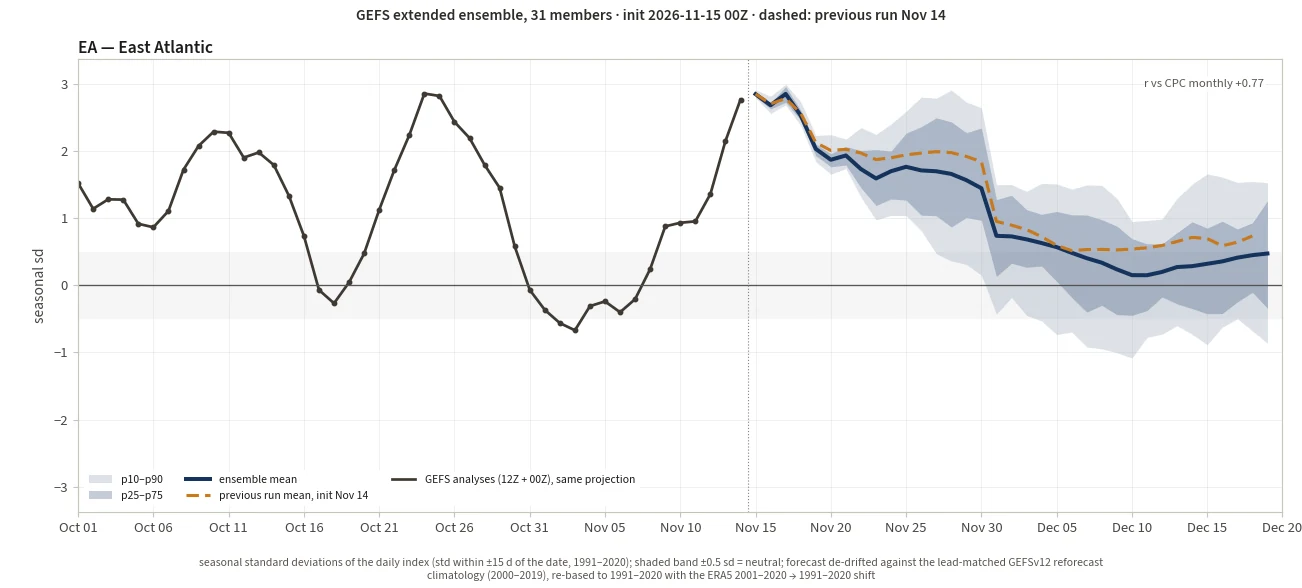 GEFS extended ensemble, 31 members · init 2026-11-15 00Z · dashed: previous run Nov 14
EA — East Atlantic
r vs CPC monthly +0.77
seasonal sd
3
2
1
0
−1
−2
−3
p10–p90
p25–p75
ensemble mean
previous run mean, init Nov 14
GEFS analyses (12Z + 00Z), same projection
Oct 01 Oct 06 Oct 11 Oct 16 Oct 21 Oct 26 Oct 31 Nov 05 Nov 10 Nov 15 Nov 20 Nov 25 Nov 30 Dec 05 Dec 10 Dec 15 Dec 20
seasonal standard deviations of the daily index (std within ±15 d of the date, 1991–2020); shaded band ±0.5 sd = neutral; forecast de-drifted against the lead-matched GEFSv12 reforecast
climatology (2000–2019), re-based to 1991–2020 with the ERA5 2001–2020 → 1991–2020 shift